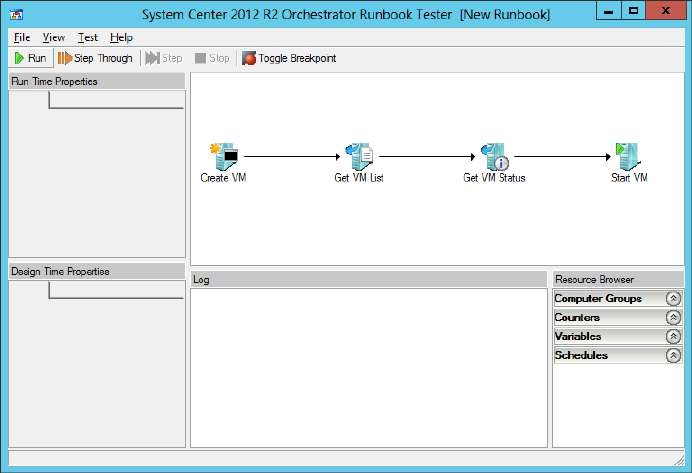 System Center 2012 R2 Orchestrator Runbook Tester [New Runbook]
File View Test Help
Run Step Through Step Stop Toggle Breakpoint
Run Time Properties
Create VM Get VM List Get VM Status Start VM
Design Time Properties
Log
Resource Browser
Computer Groups
Counters
Variables
Schedules